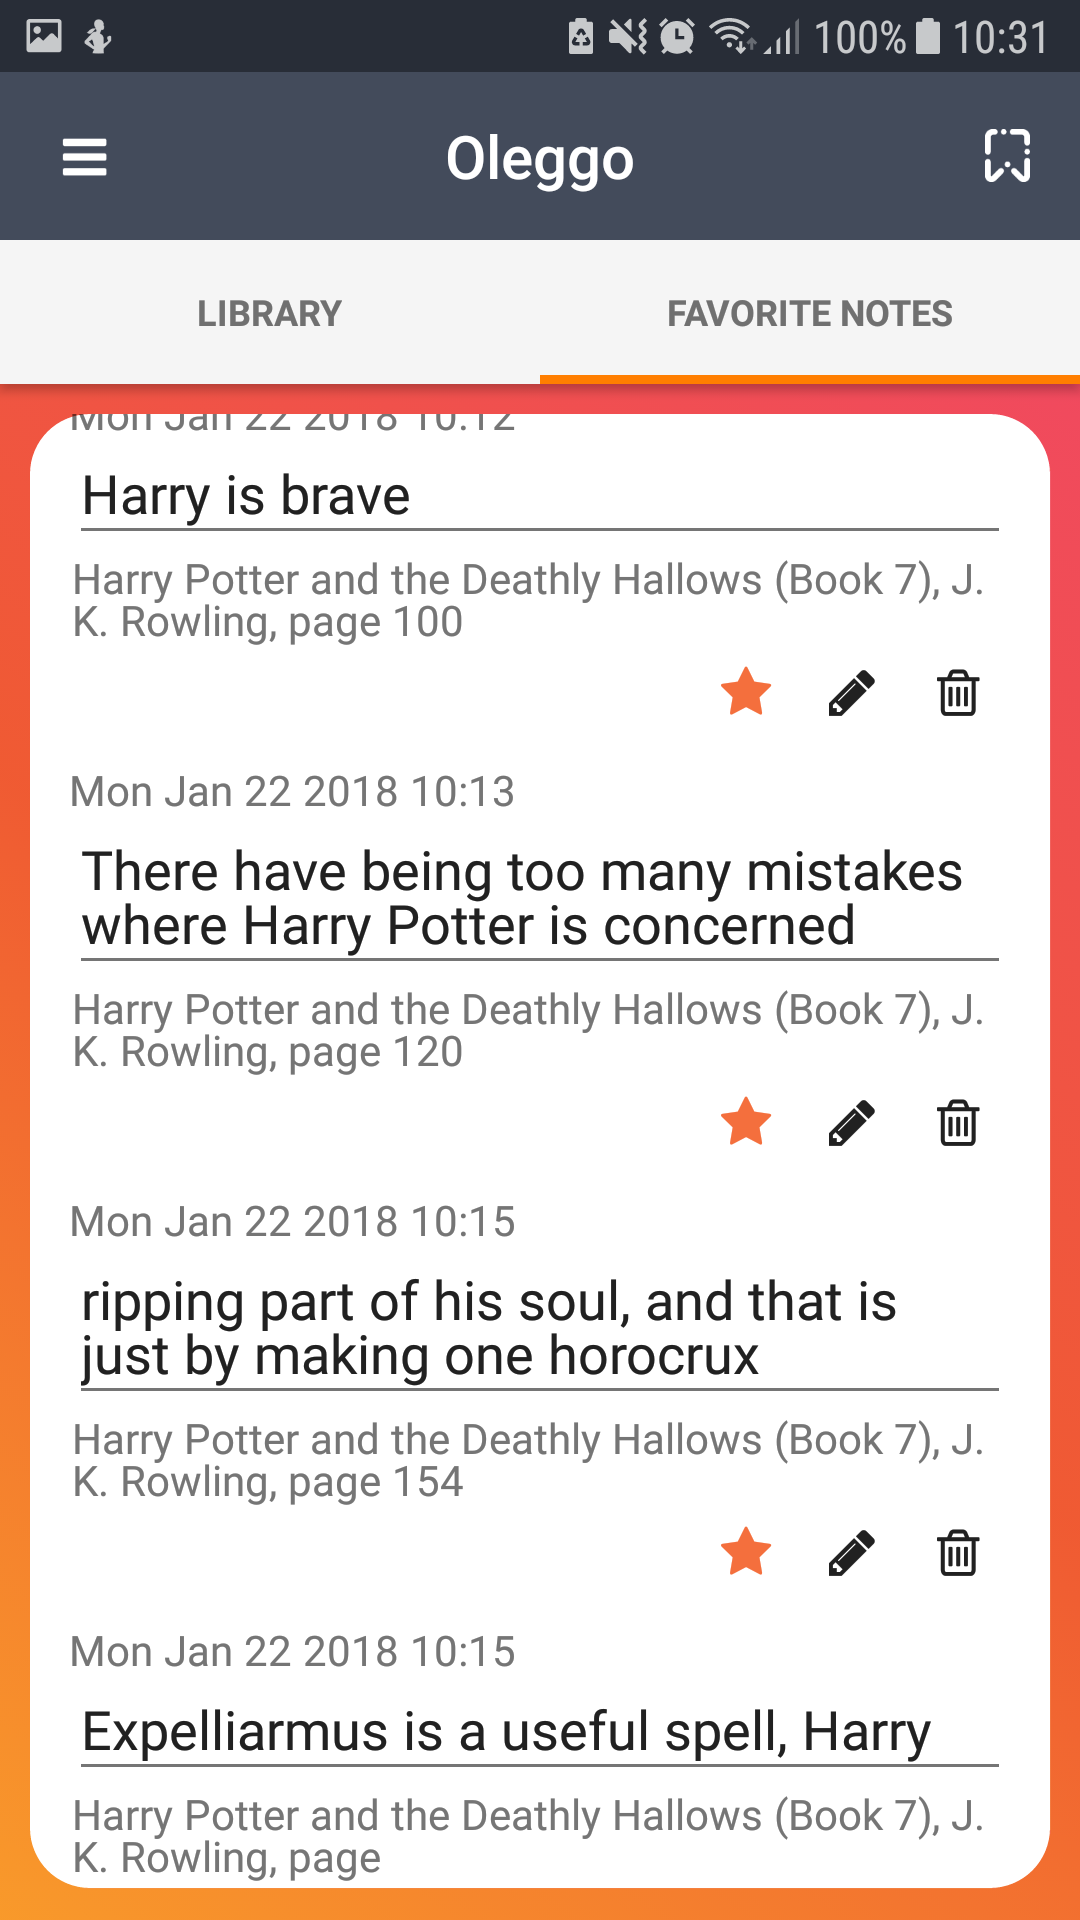 100% 10:31
Oleggo
LIBRARY
FAVORITE NOTES
Mon Jan 22 2018 10:12
Harry is brave
Harry Potter and the Deathly Hallows (Book 7), J.
K. Rowling, page 100
Mon Jan 22 2018 10:13
There have being too many mistakes
where Harry Potter is concerned
Harry Potter and the Deathly Hallows (Book 7), J.
K. Rowling, page 120
Mon Jan 22 2018 10:15
ripping part of his soul, and that is
just by making one horocrux
Harry Potter and the Deathly Hallows (Book 7), J.
K. Rowling, page 154
Mon Jan 22 2018 10:15
Expelliarmus is a useful spell, Harry
Harry Potter and the Deathly Hallows (Book 7), J.
K. Rowling, page